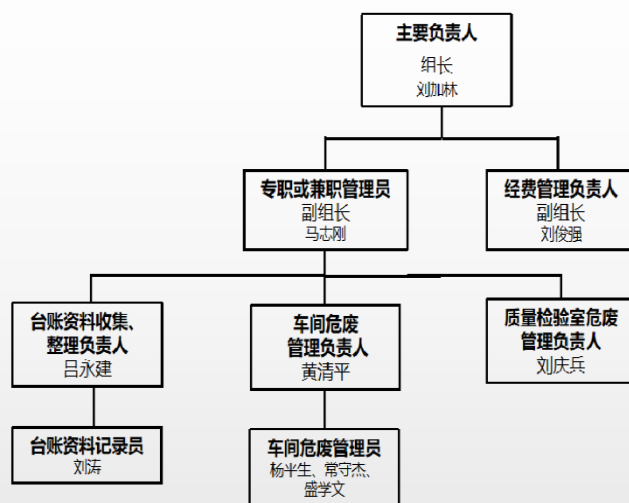 主要负责人
组长
刘加林
专职或兼职管理员
副组长
马志刚
经费管理负责人
副组长
刘俊强
台账资料收集、
整理负责人
吕永建
车间危废
管理负责人
黄清平
质量检验室危废
管理负责人
刘庆兵
台账资料记录员
刘涛
车间危废管理员
杨平生、常守杰、
盛学文